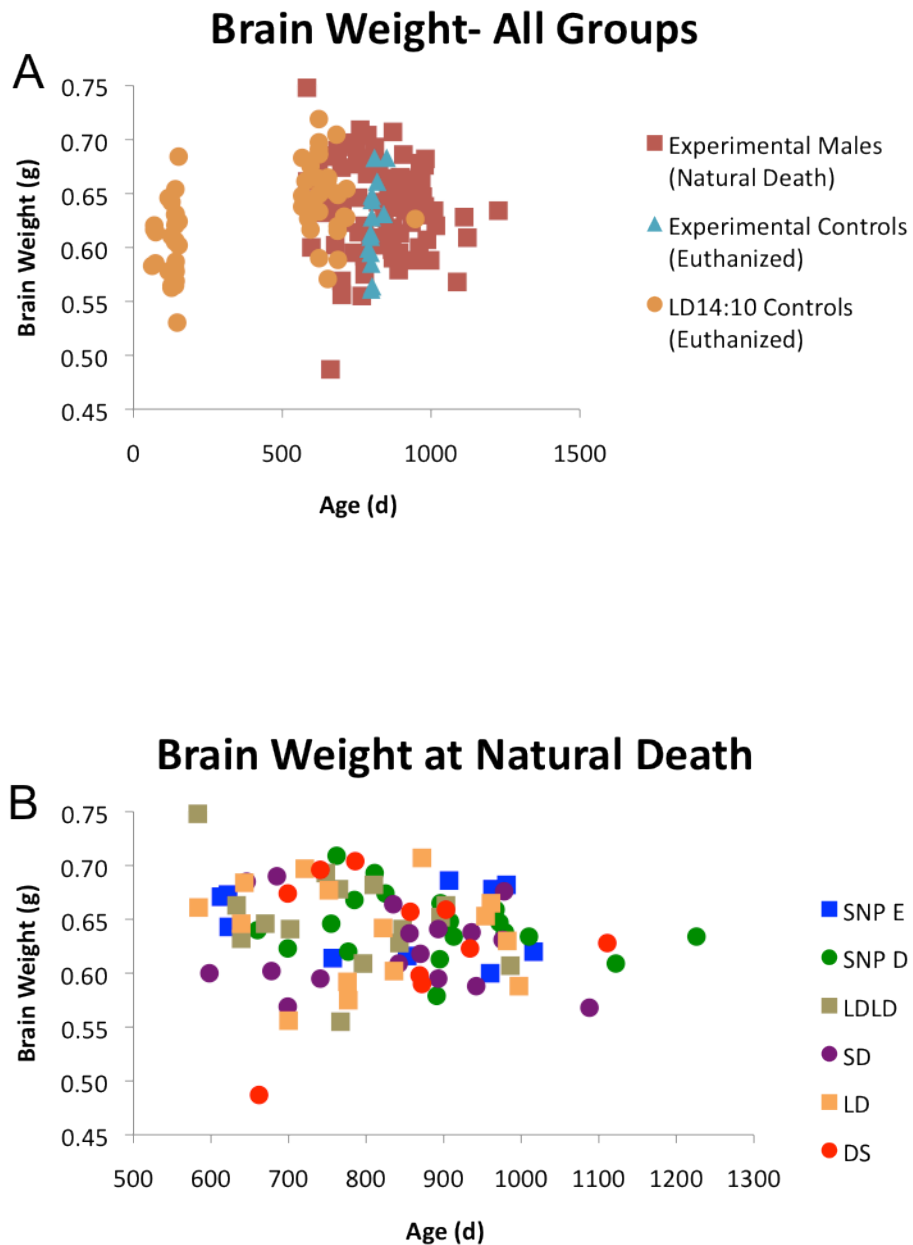 Brain Weight- All Groups
A
0.75
0.70
0.65
0.60
0.55
0.50
0.45
Brain Weight (g)
0 500 1000 1500
Age (d)
Experimental Males
(Natural Death)
Experimental Controls
(Euthanized)
LD14:10 Controls
(Euthanized)
Brain Weight at Natural Death
B
0.75
0.70
0.65
0.60
0.55
0.50
0.45
Brain Weight (g)
500 600 700 800 900 1000 1100 1200 1300
Age (d)
SNP E
SNP D
LDLD
SD
LD
DS